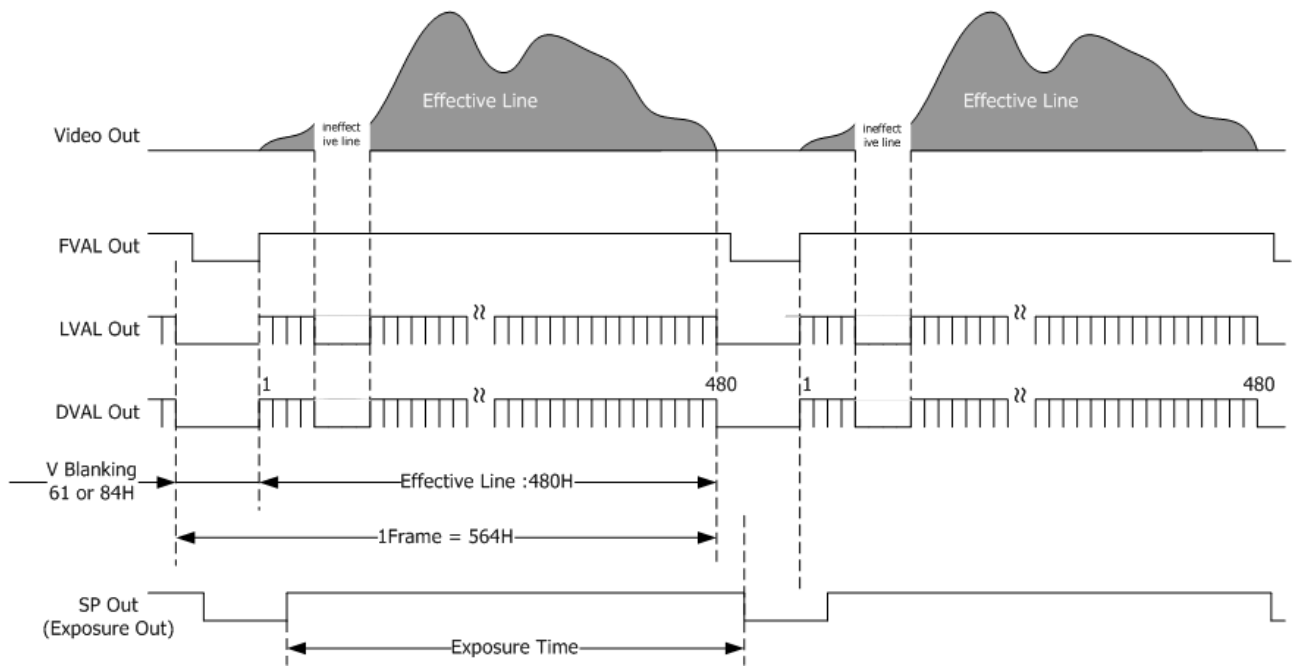 Effective Line
Effective Line
ineffect
ive line
ineffect
ive line
Video Out
FVAL Out
LVAL Out
1
480
1
480
DVAL Out
V Blanking
61 or 84H
Effective Line :480H
1Frame = 564H
SP Out
(Exposure Out)
Exposure Time